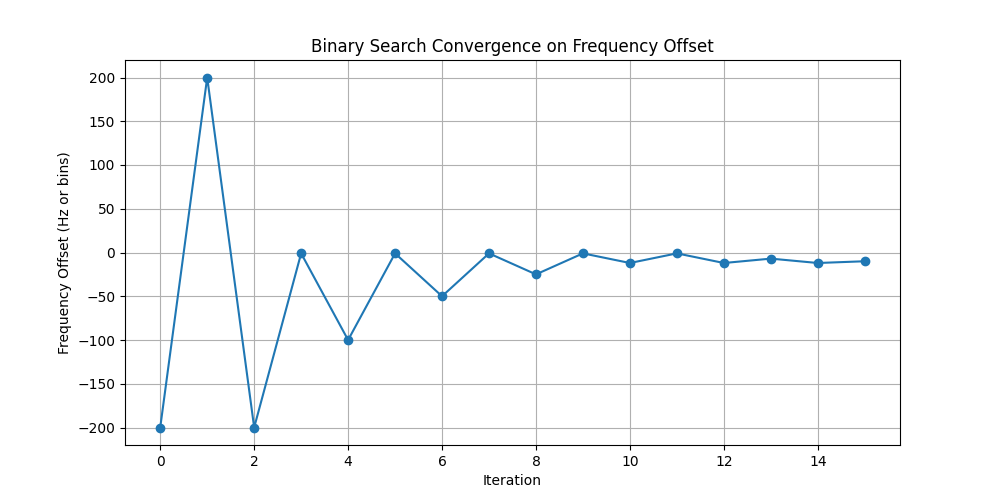 Binary Search Convergence on Frequency Offset
Frequency Offset (Hz or bins)
200
150
100
50
0
−50
−100
−150
−200
0 2 4 6 8 10 12 14
Iteration